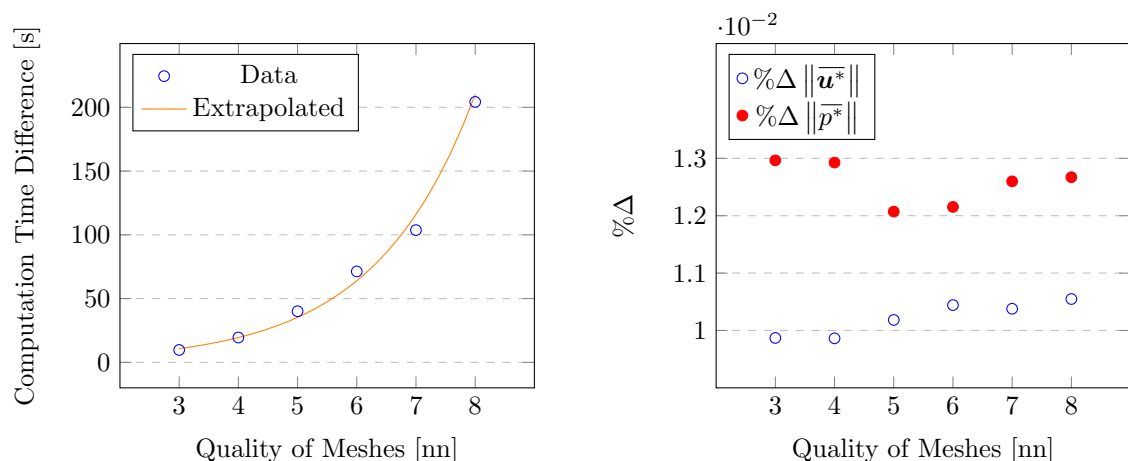 Computation Time Difference [s]
200
150
100
50
0
3 4 5 6 7 8
Quality of Meshes [nn]
Data
Extrapolated
·10⁻²
%Δ
1.3
1.2
1.1
1
3 4 5 6 7 8
Quality of Meshes [nn]
%Δ ||u̅*̅||
%Δ ||p̅*̅||